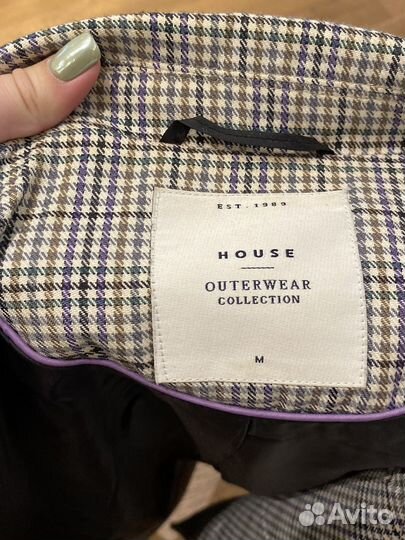 EST. 1989
HOUSE
OUTERWEAR
COLLECTION
M
Avito